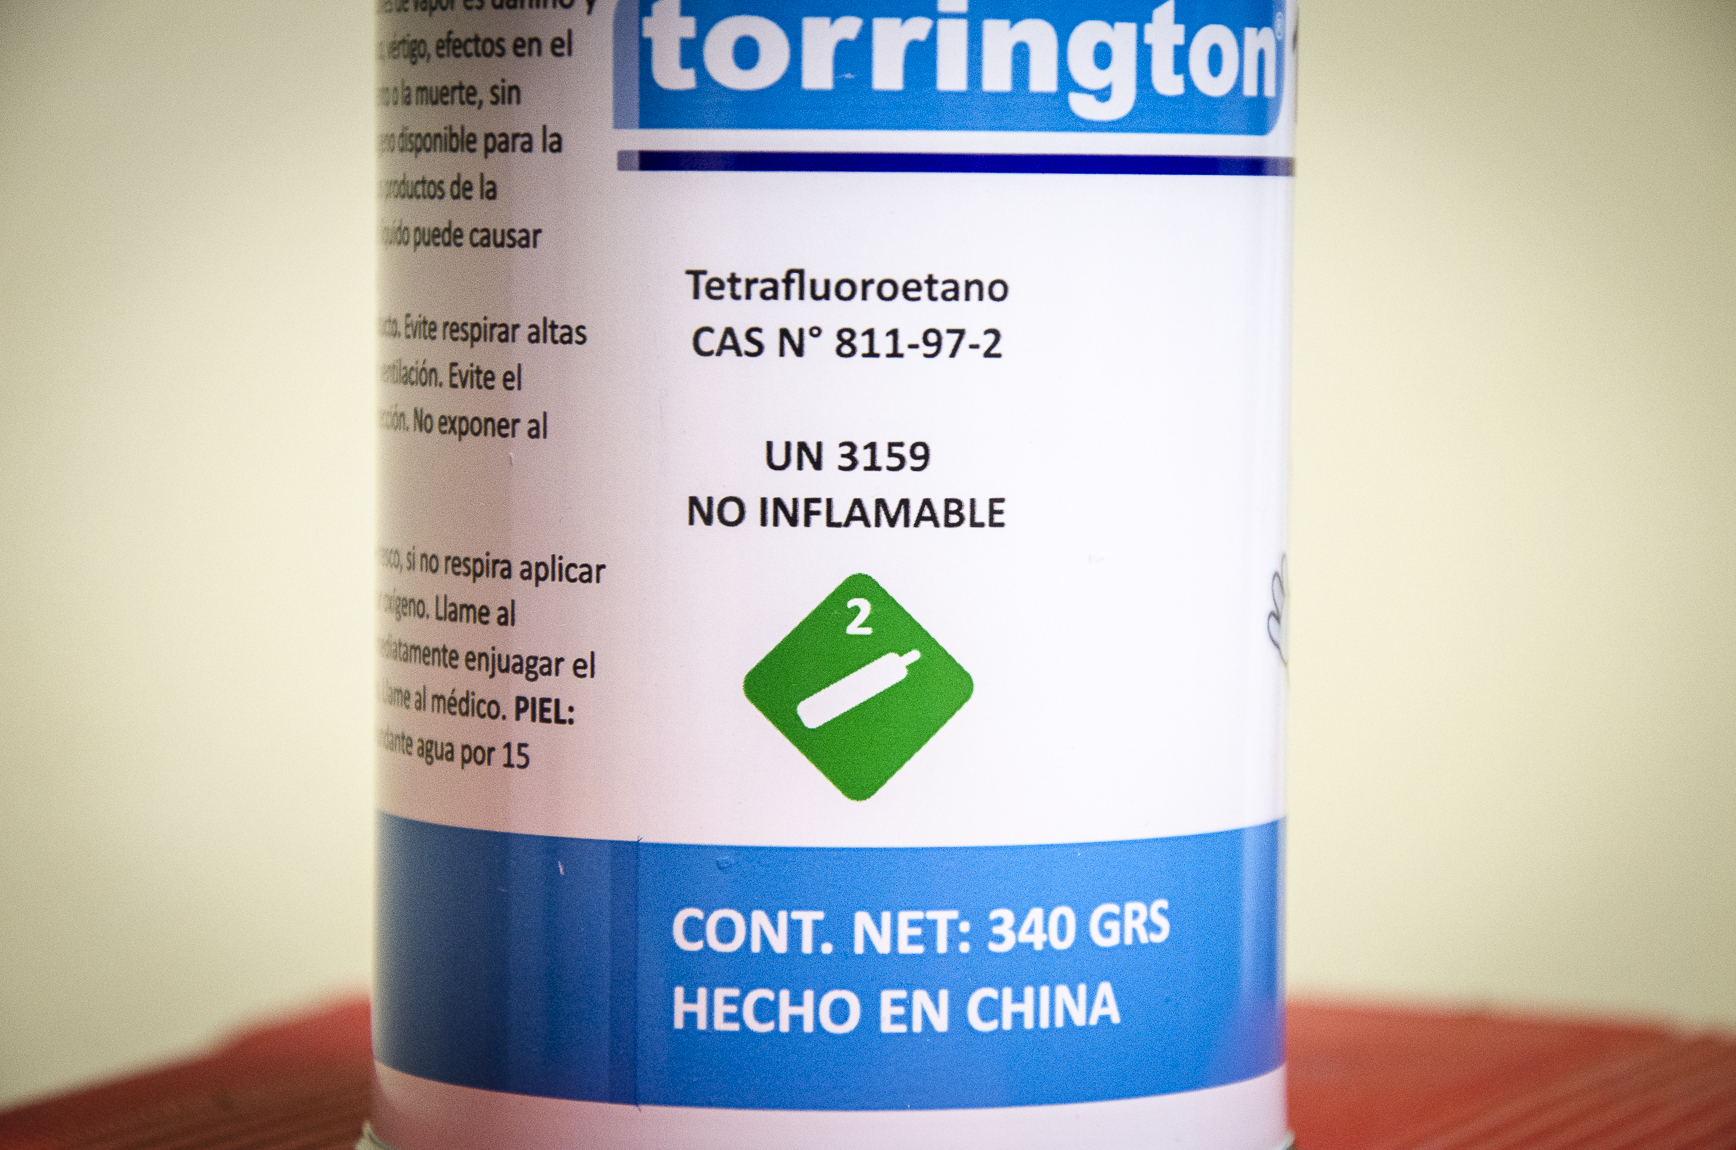 vértigo, efectos en el
o la muerte, sin
disponible para la
productos de la
puede causar
Evite respirar altas
Evite el
No exponer al
si no respira aplicar
Llame al
enjuagar el
al médico. PIEL:
agua por 15
torrington®
Tetrafluoroetano
CAS N° 811-97-2
UN 3159
NO INFLAMABLE
2
CONT. NET: 340 GRS
HECHO EN CHINA